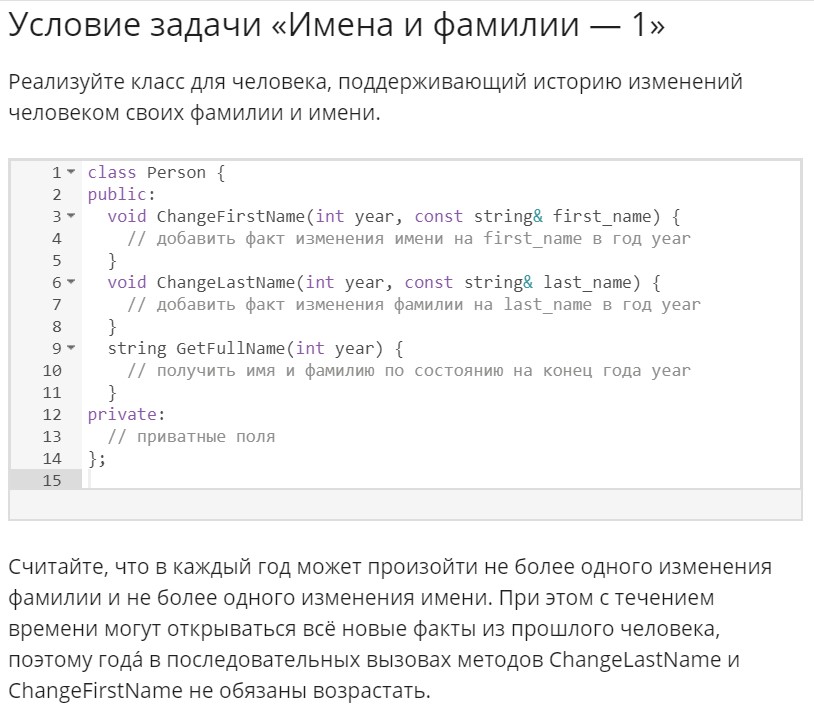 Условие задачи «Имена и фамилии — 1»
Реализуйте класс для человека, поддерживающий историю изменений
человеком своих фамилии и имени.
1 class Person {
2 public:
3   void ChangeFirstName(int year, const string& first_name) {
4     // добавить факт изменения имени на first_name в год year
5   }
6   void ChangeLastName(int year, const string& last_name) {
7     // добавить факт изменения фамилии на last_name в год year
8   }
9   string GetFullName(int year) {
10     // получить имя и фамилию по состоянию на конец года year
11   }
12 private:
13   // приватные поля
14 };
15
Считайте, что в каждый год может произойти не более одного изменения
фамилии и не более одного изменения имени. При этом с течением
времени могут открываться всё новые факты из прошлого человека,
поэтому года́ в последовательных вызовах методов ChangeLastName и
ChangeFirstName не обязаны возрастать.